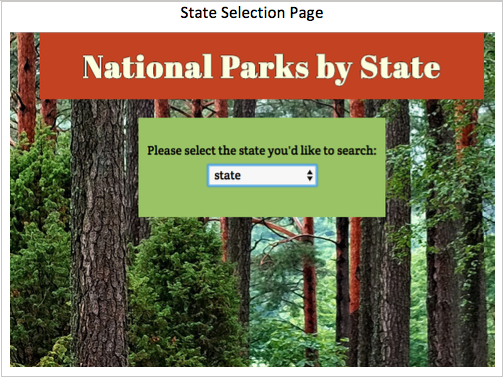 State Selection Page
National Parks by State
Please select the state you'd like to search:
state